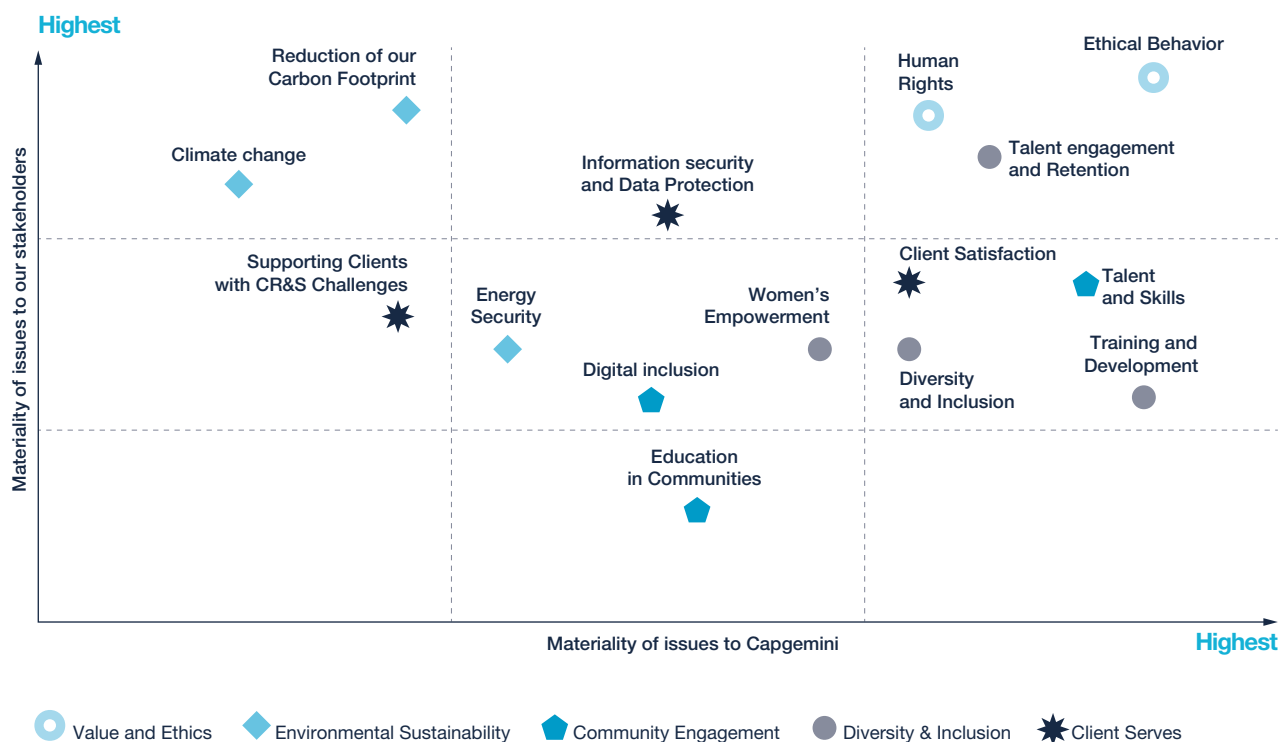 Highest
Reduction of our
Carbon Footprint
Climate change
Information security
and Data Protection
Human
Rights
Ethical Behavior
Talent engagement
and Retention
Materiality of issues to our stakeholders
Supporting Clients
with CR&S Challenges
Energy
Security
Women's
Empowerment
Digital inclusion
Client Satisfaction
Talent
and Skills
Diversity
and Inclusion
Training and
Development
Education
in Communities
Materiality of issues to Capgemini
Highest
Value and Ethics
Environmental Sustainability
Community Engagement
Diversity & Inclusion
Client Serves